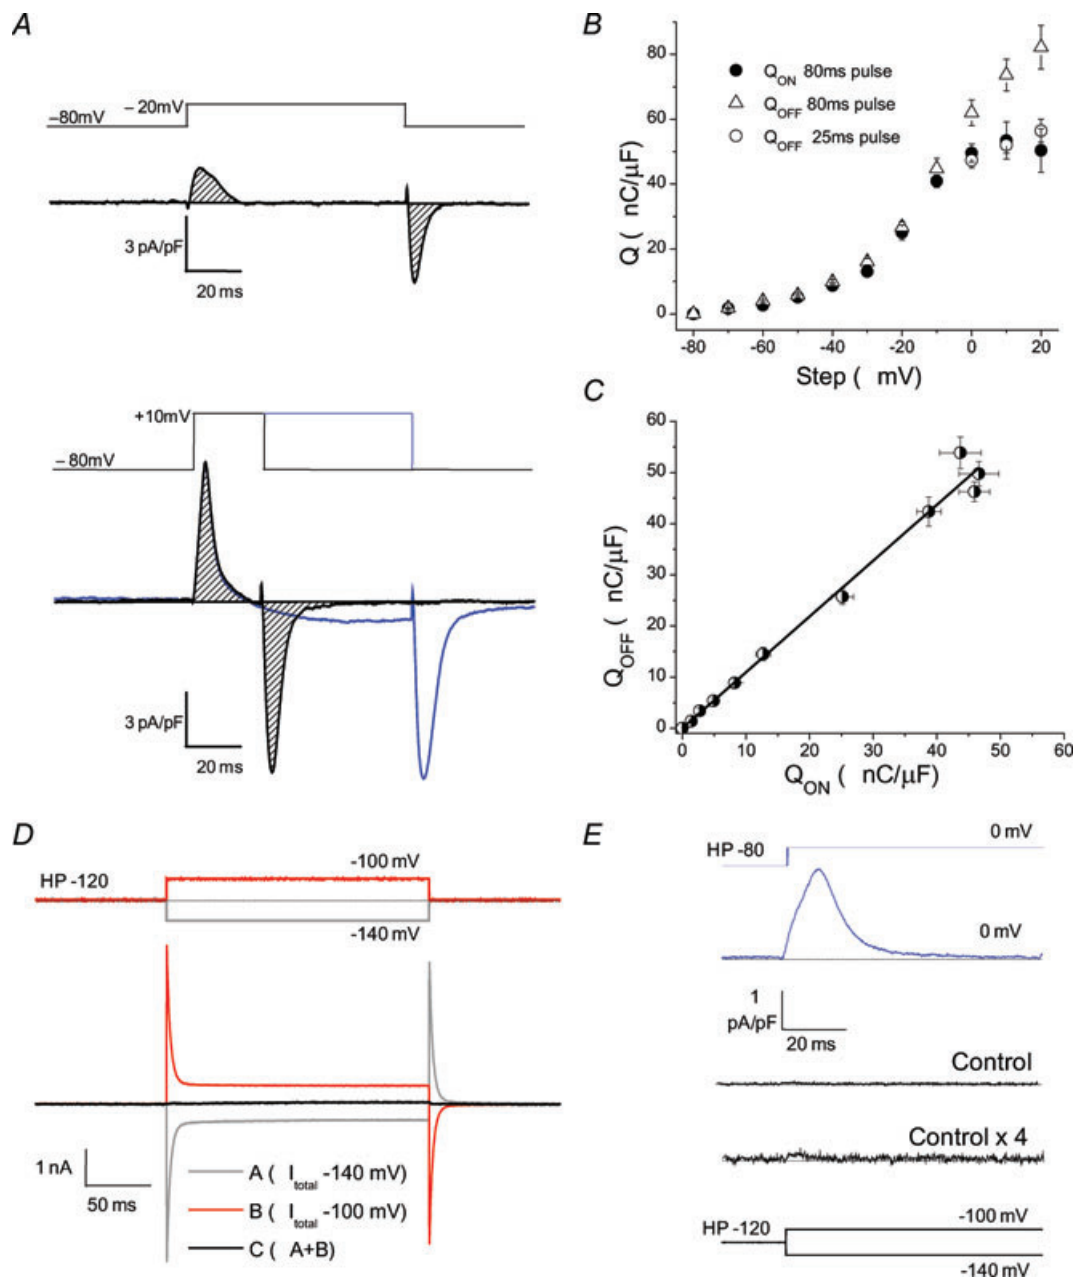 A
− 20mV
−80mV
3 pA/pF
20 ms
+10mV
− 80mV
3 pA/pF
20 ms
B
Q_ON 80ms pulse
Q_OFF 80ms pulse
Q_OFF 25ms pulse
Q ( nC/μF)
80
60
40
20
0
-80 -60 -40 -20 0 20
Step ( mV)
C
Q_OFF ( nC/μF)
60
50
40
30
20
10
0
0 10 20 30 40 50 60
Q_ON ( nC/μF)
D
-100 mV
HP -120
-140 mV
1 nA
50 ms
A ( I_total -140 mV)
B ( I_total -100 mV)
C ( A+B)
E
0 mV
HP -80
0 mV
1
pA/pF
20 ms
Control
Control x 4
-100 mV
HP -120
-140 mV